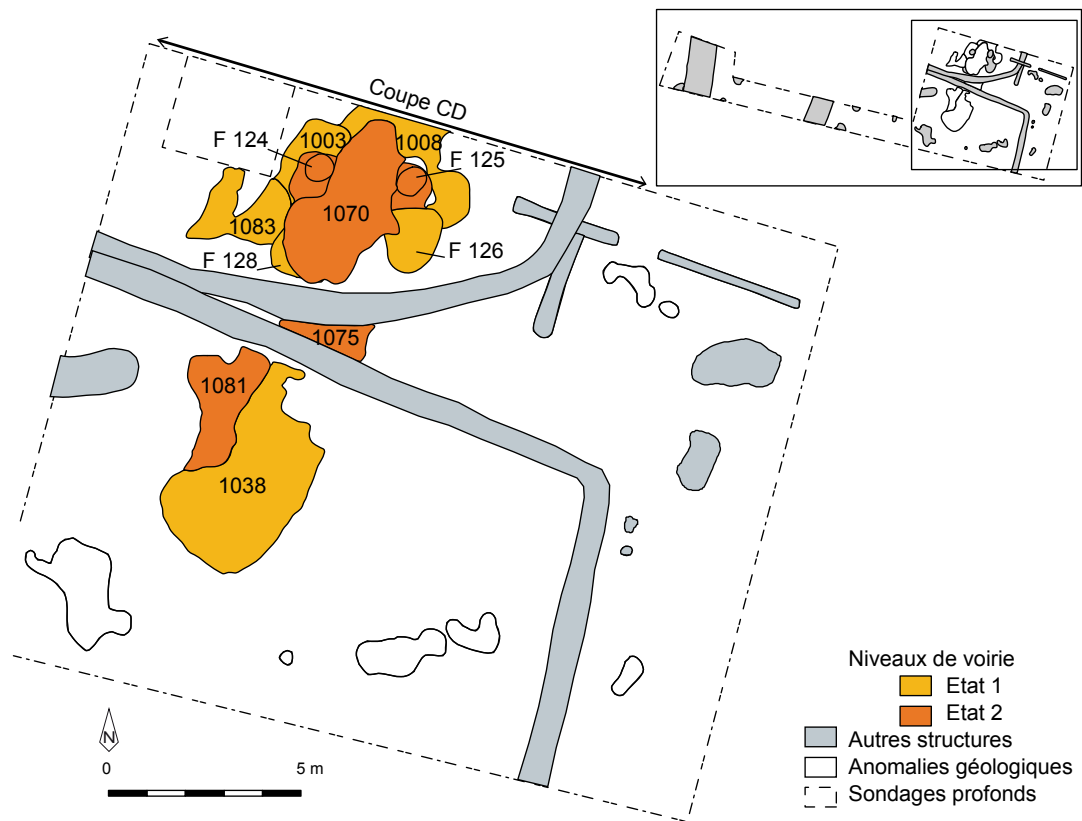 Coupe CD
1003
1008
F 124
F 125
1070
1083
F 128
F 126
1075
1081
1038
N
0 5 m
Niveaux de voirie
Etat 1
Etat 2
Autres structures
Anomalies géologiques
Sondages profonds